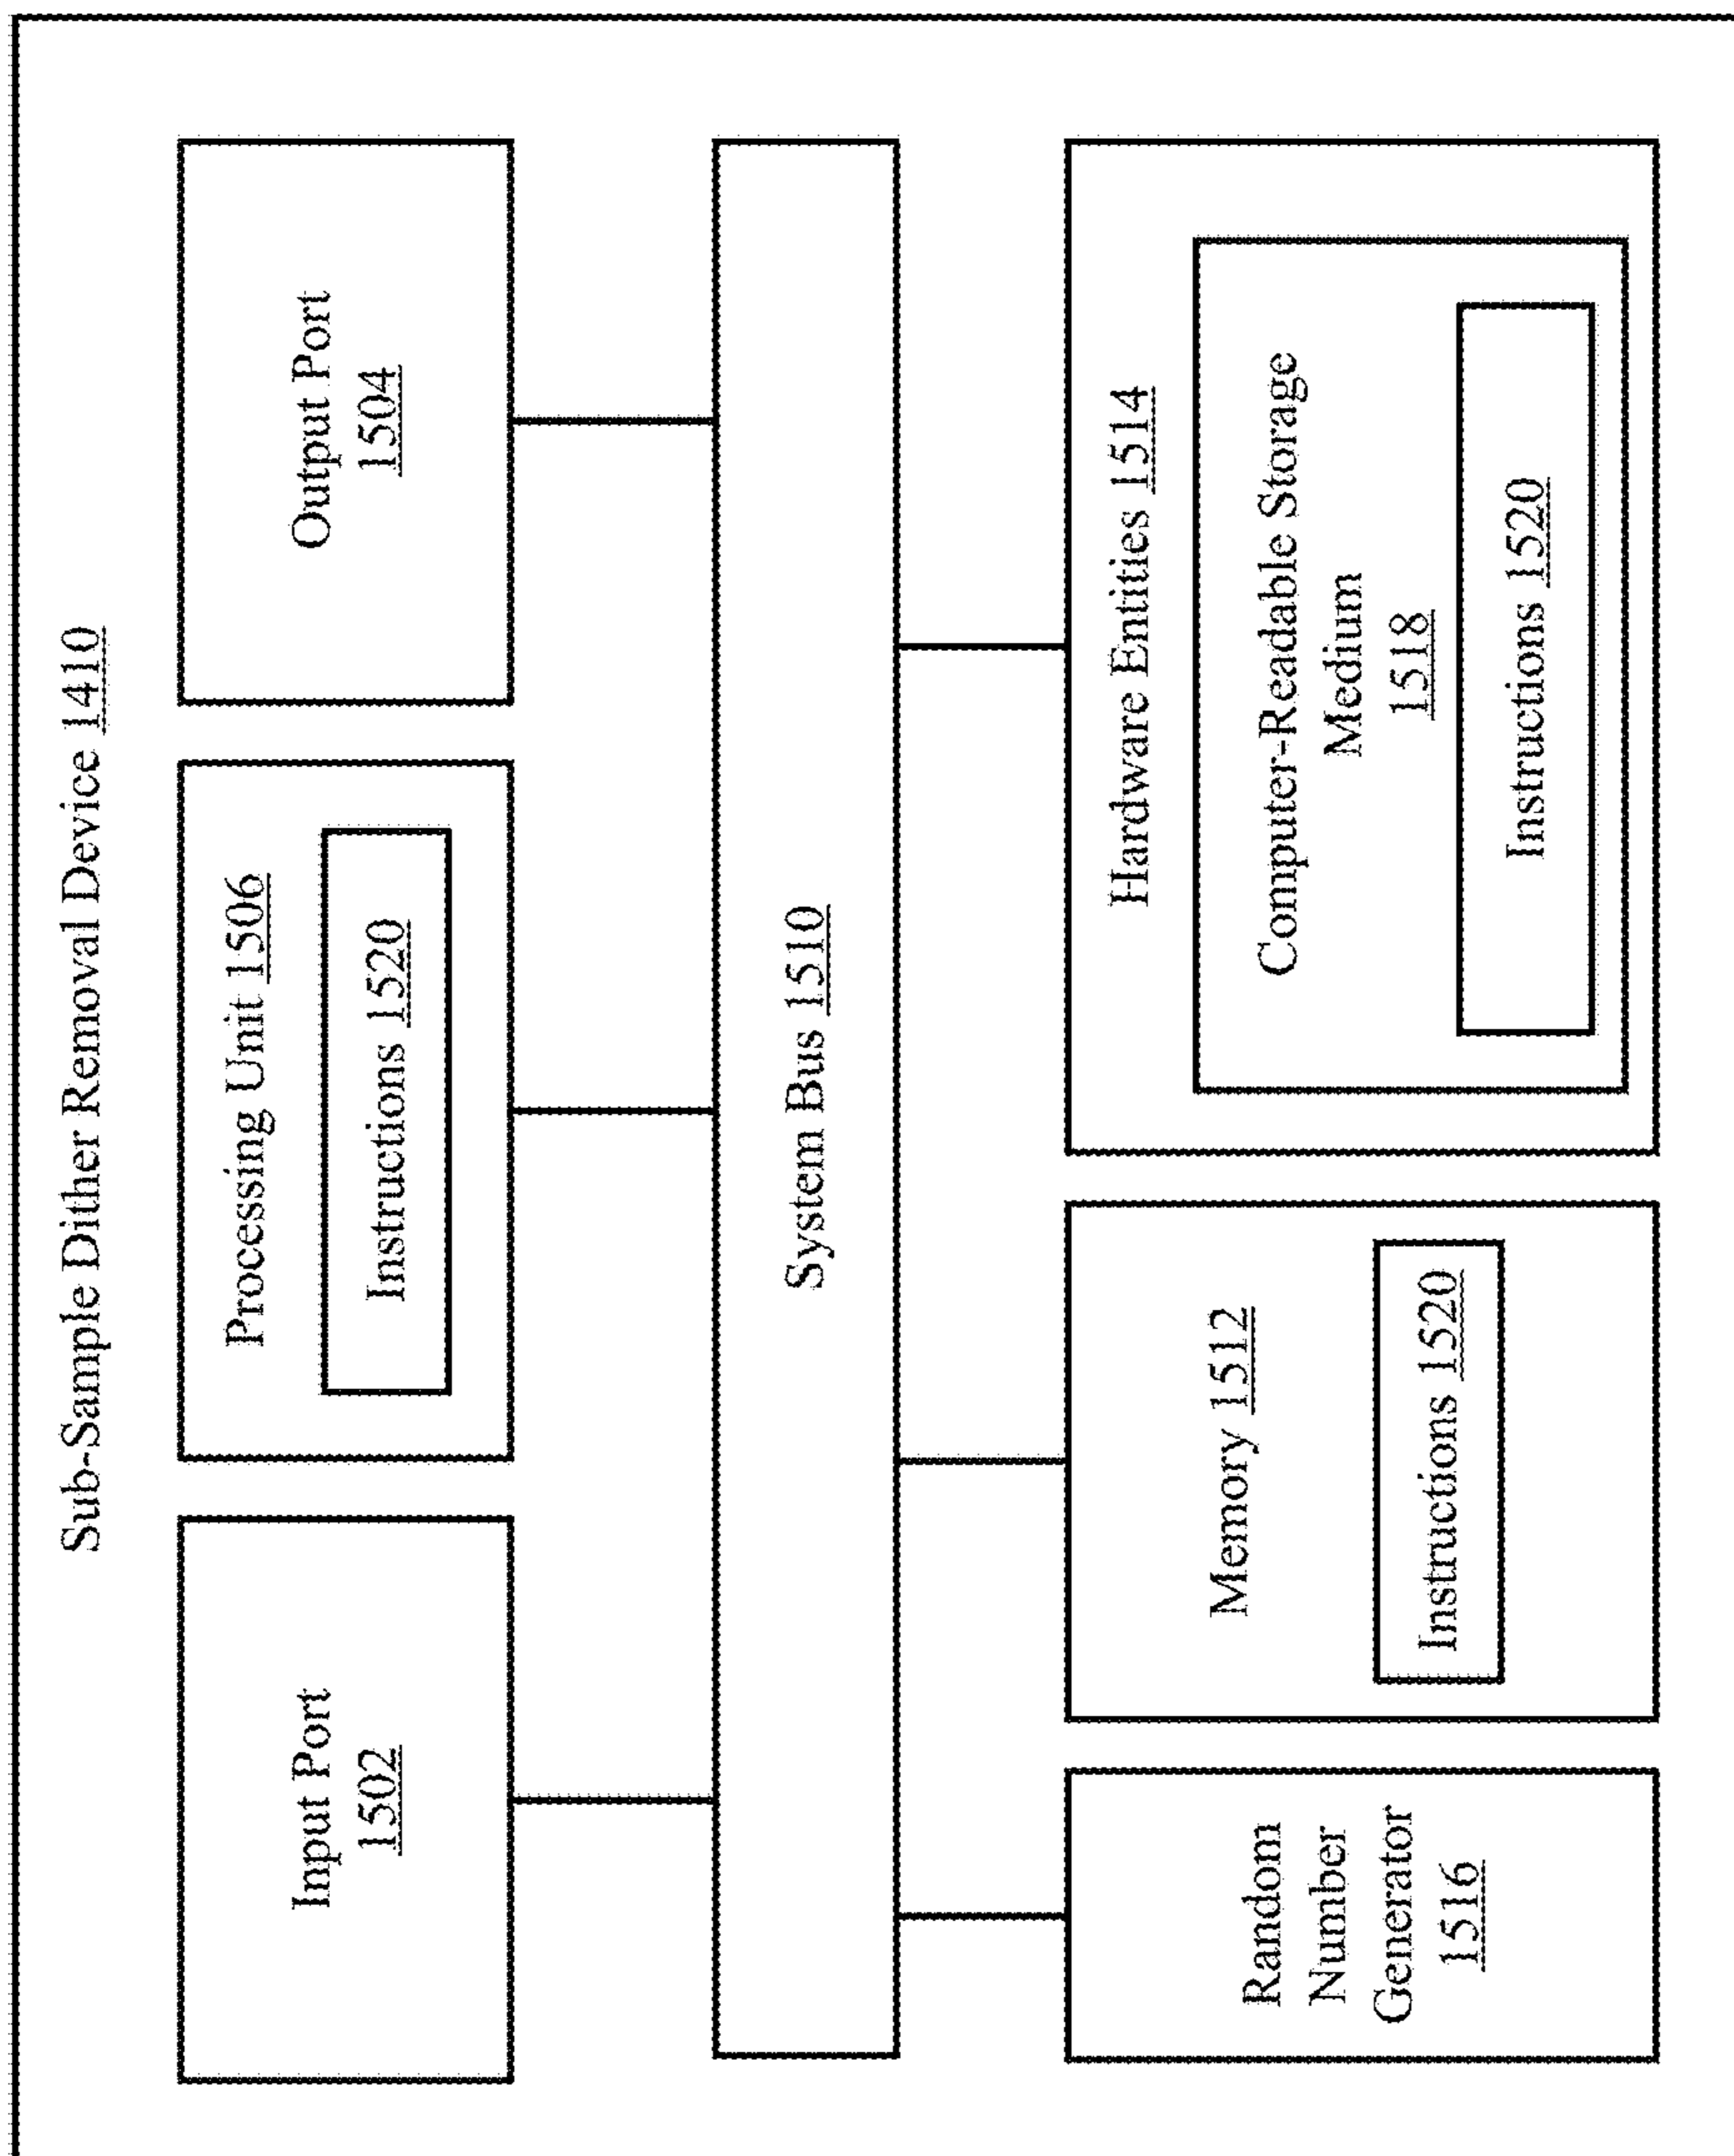 Sub-Sample Dither Removal Device 1410
Input Port
1502
Processing Unit 1506
Instructions 1520
Output Port
1504
System Bus 1510
Random
Number
Generator
1516
Memory 1512
Instructions 1520
Hardware Entities 1514
Computer-Readable Storage
Medium
1518
Instructions 1520